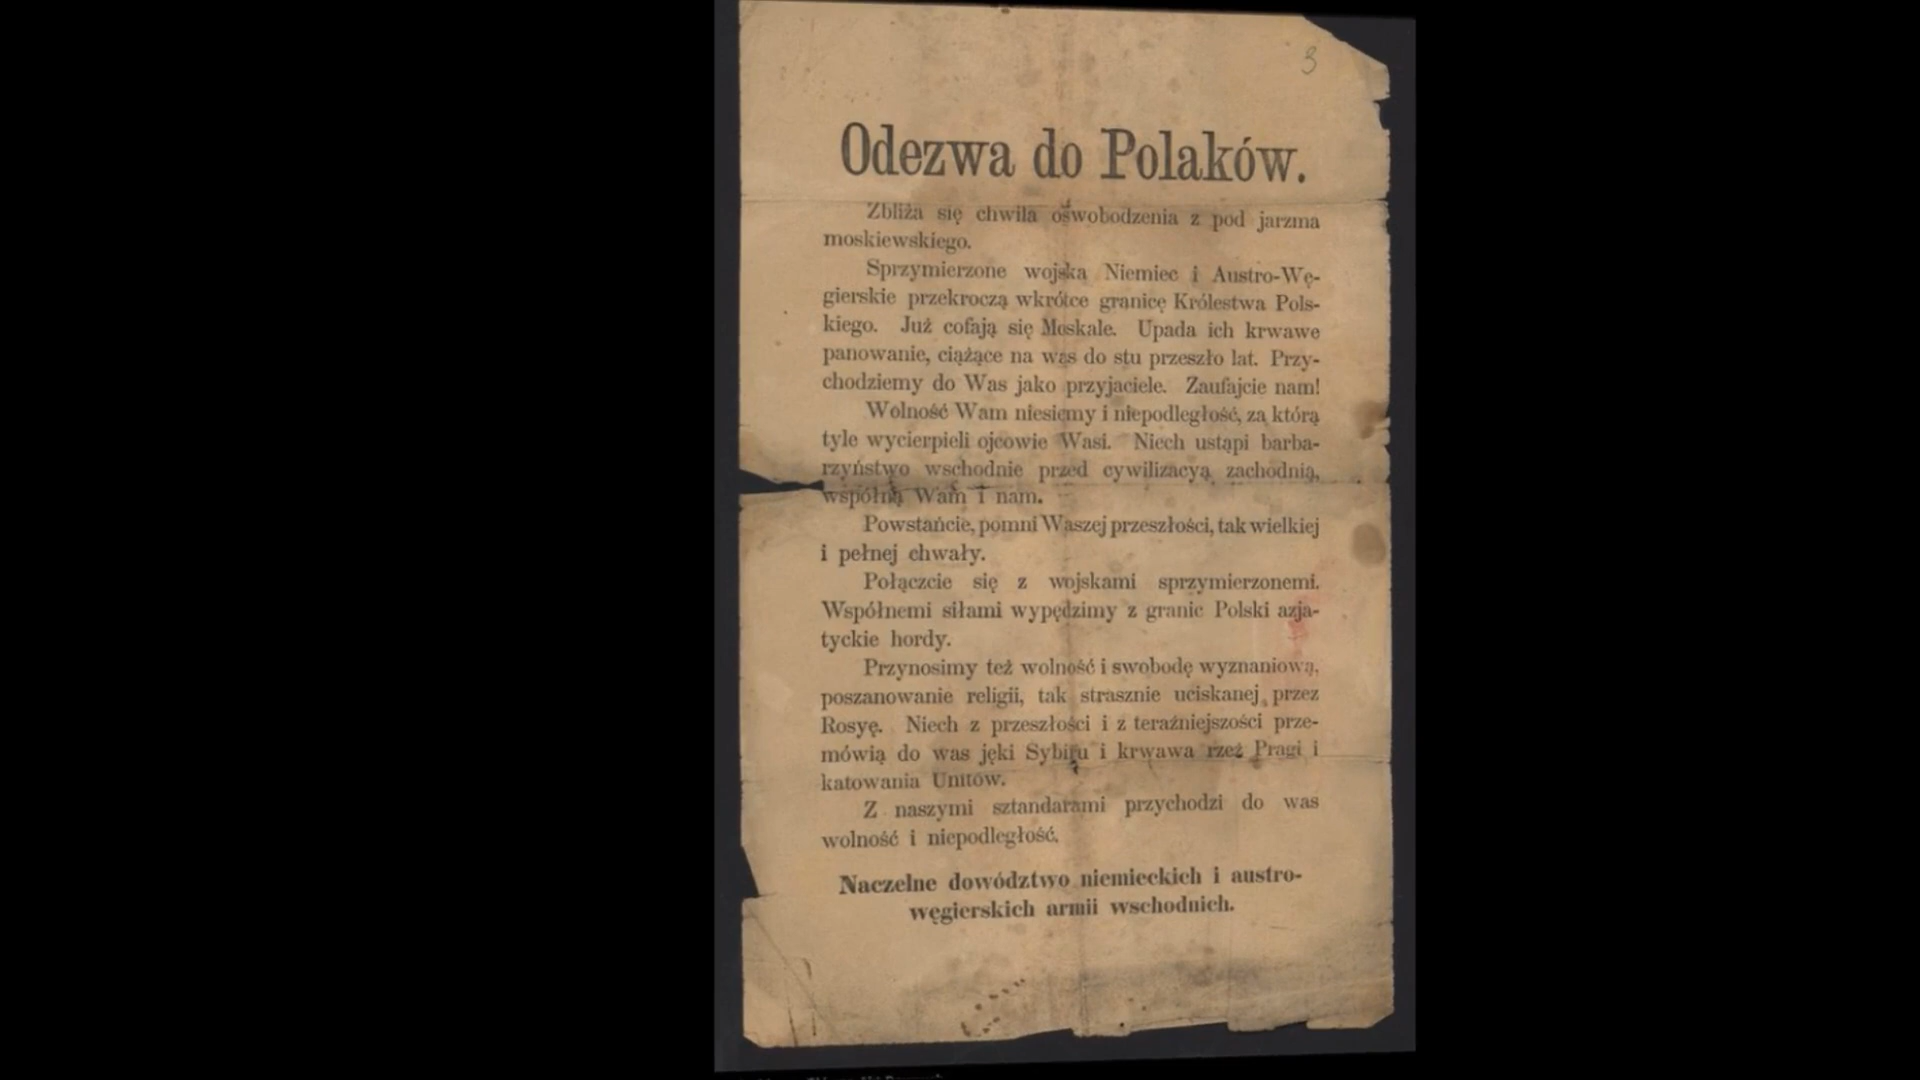 3
Odezwa do Polaków.
Zbliża się chwila oswobodzenia z pod jarzma
moskiewskiego.
Sprzymierzone wojska Niemiec i Austro-Wę-
gierskie przekroczą wkrótce granicę Królestwa Pols-
kiego. Już cofają się Moskale. Upada ich krwawe
panowanie, ciążące na was do stu przeszło lat. Przy-
chodziemy do Was jako przyjaciele. Zaufajcie nam!
Wolność Wam niesiemy i niepodległość, za którą
tyle wycierpieli ojcowie Wasi. Niech ustąpi barba-
rzyństwo wschodnie przed cywilizacyą zachodnią,
wspólną Wam i nam.
Powstańcie, pomni Waszej przeszłości, tak wielkiej
i pełnej chwały.
Połączcie się z wojskami sprzymierzonemi.
Wspólnemi siłami wypędzimy z granic Polski azja-
tyckie hordy.
Przynosimy też wolność i swobodę wyznaniową,
poszanowanie religii, tak strasznie uciskanej przez
Rosyę. Niech z przeszłości i z teraźniejszości prze-
mówią do was jęki Sybiru i krwawa rzeź Pragi i
katowania Unitów.
Z naszymi sztandarami przychodzi do was
wolność i niepodległość.
Naczelne dowództwo niemieckich i austro-
węgierskich armii wschodnich.